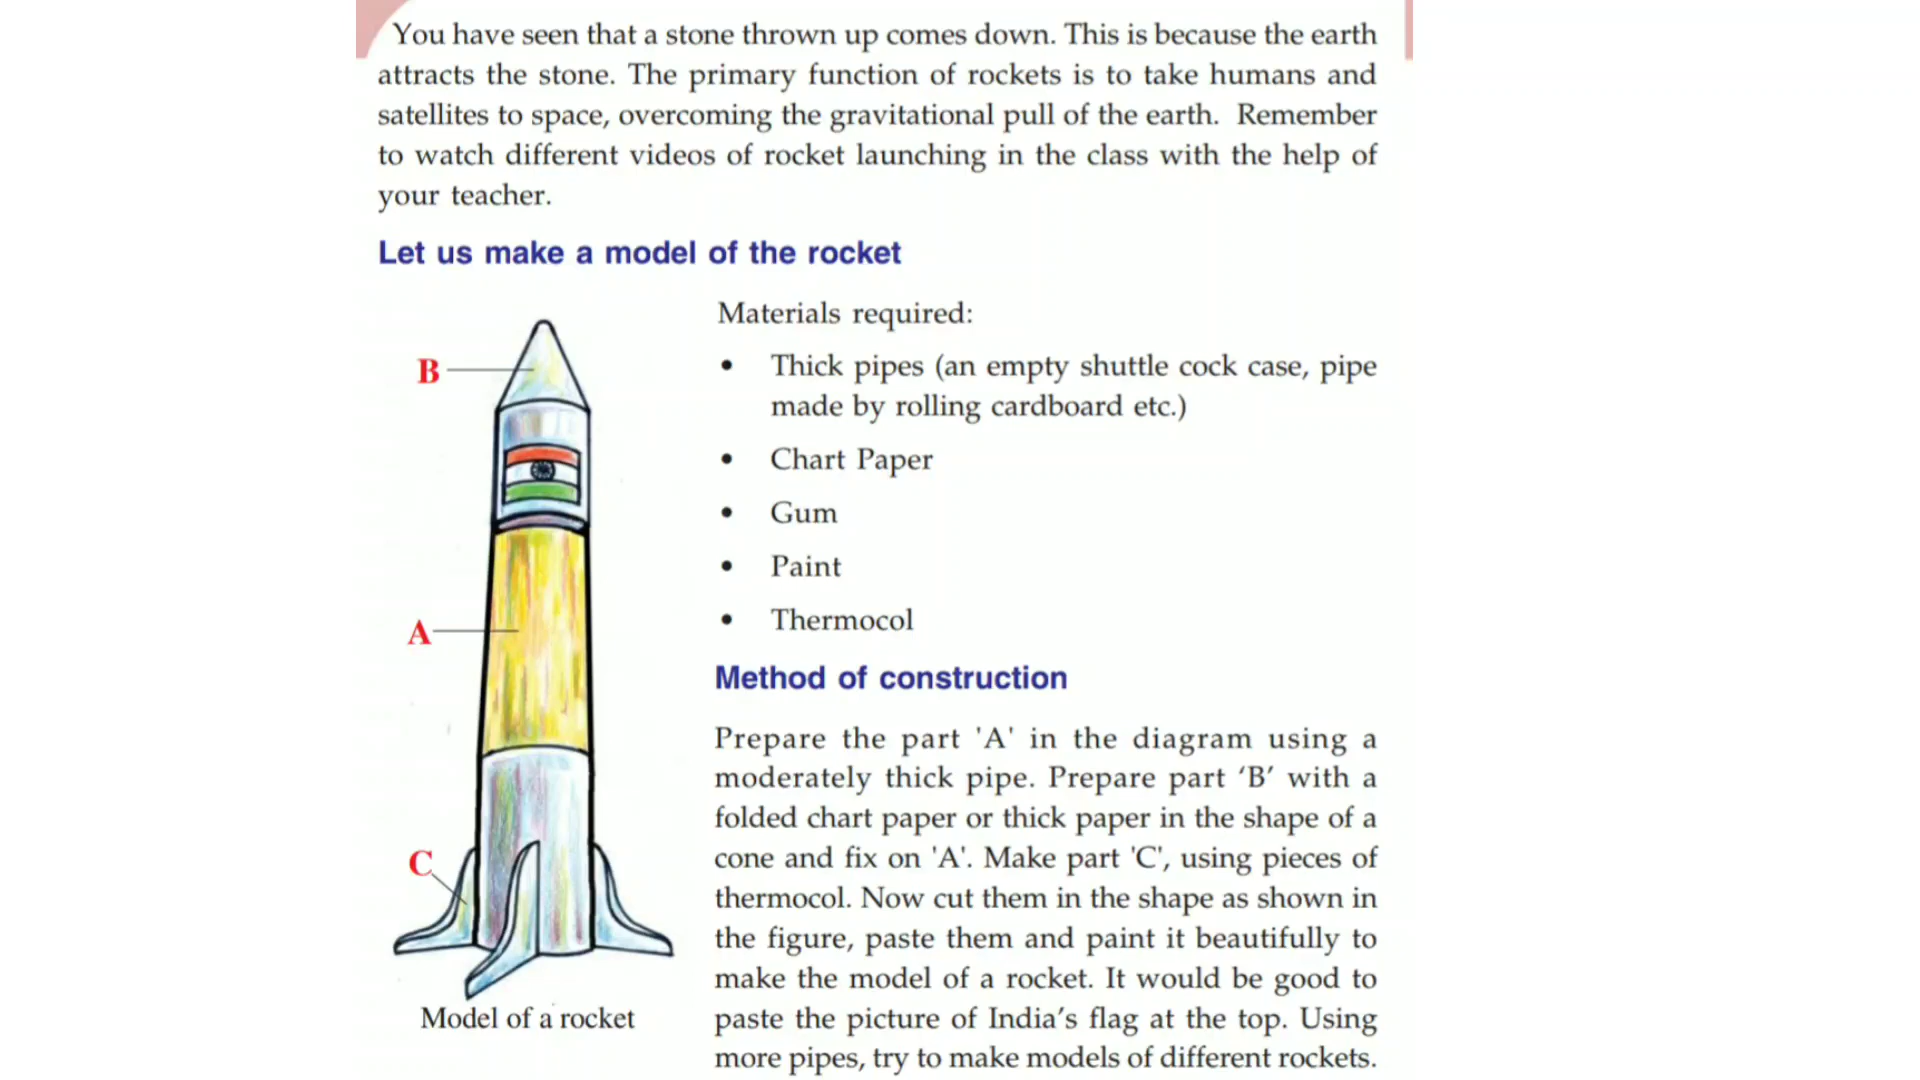 You have seen that a stone thrown up comes down. This is because the earth
attracts the stone. The primary function of rockets is to take humans and
satellites to space, overcoming the gravitational pull of the earth. Remember
to watch different videos of rocket launching in the class with the help of
your teacher.
Let us make a model of the rocket
B
A
C
Model of a rocket
Materials required:
• Thick pipes (an empty shuttle cock case, pipe
made by rolling cardboard etc.)
• Chart Paper
• Gum
• Paint
• Thermocol
Method of construction
Prepare the part 'A' in the diagram using a
moderately thick pipe. Prepare part ‘B’ with a
folded chart paper or thick paper in the shape of a
cone and fix on 'A'. Make part 'C', using pieces of
thermocol. Now cut them in the shape as shown in
the figure, paste them and paint it beautifully to
make the model of a rocket. It would be good to
paste the picture of India’s flag at the top. Using
more pipes, try to make models of different rockets.